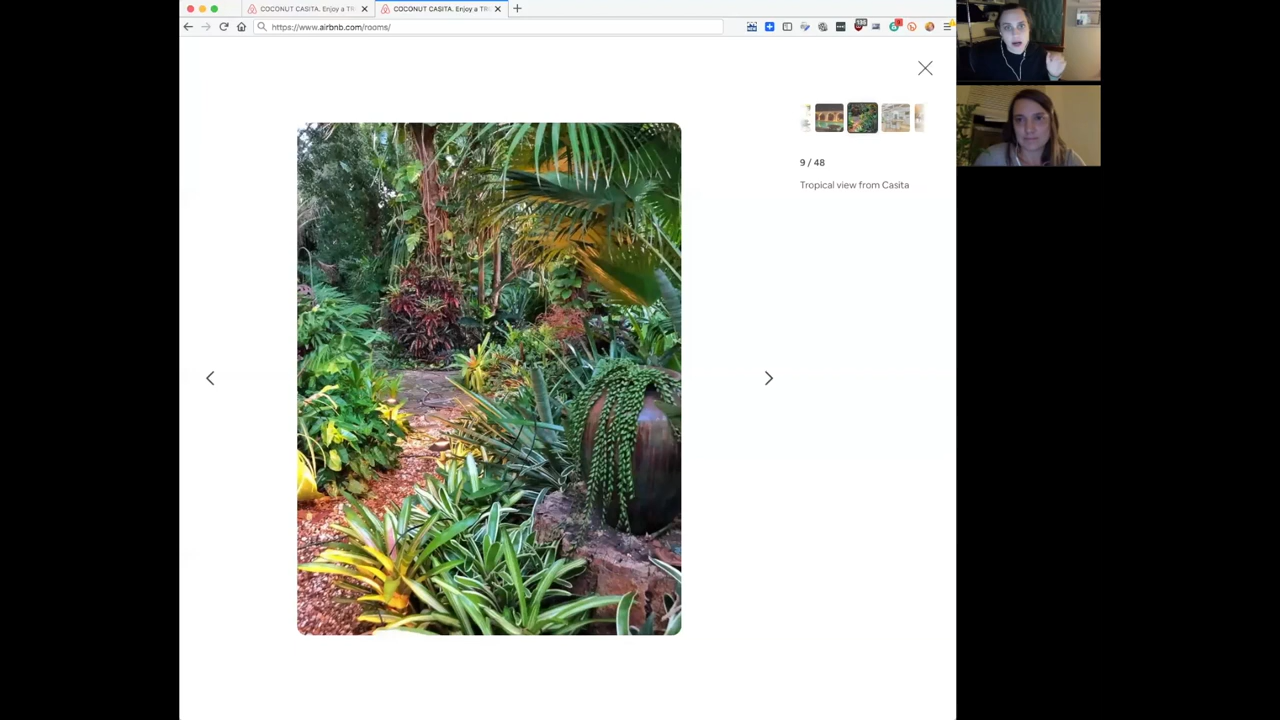 COCONUT CASITA. Enjoy a TR
COCONUT CASITA. Enjoy a TR
https://www.airbnb.com/rooms/
9 / 48
Tropical view from Casita